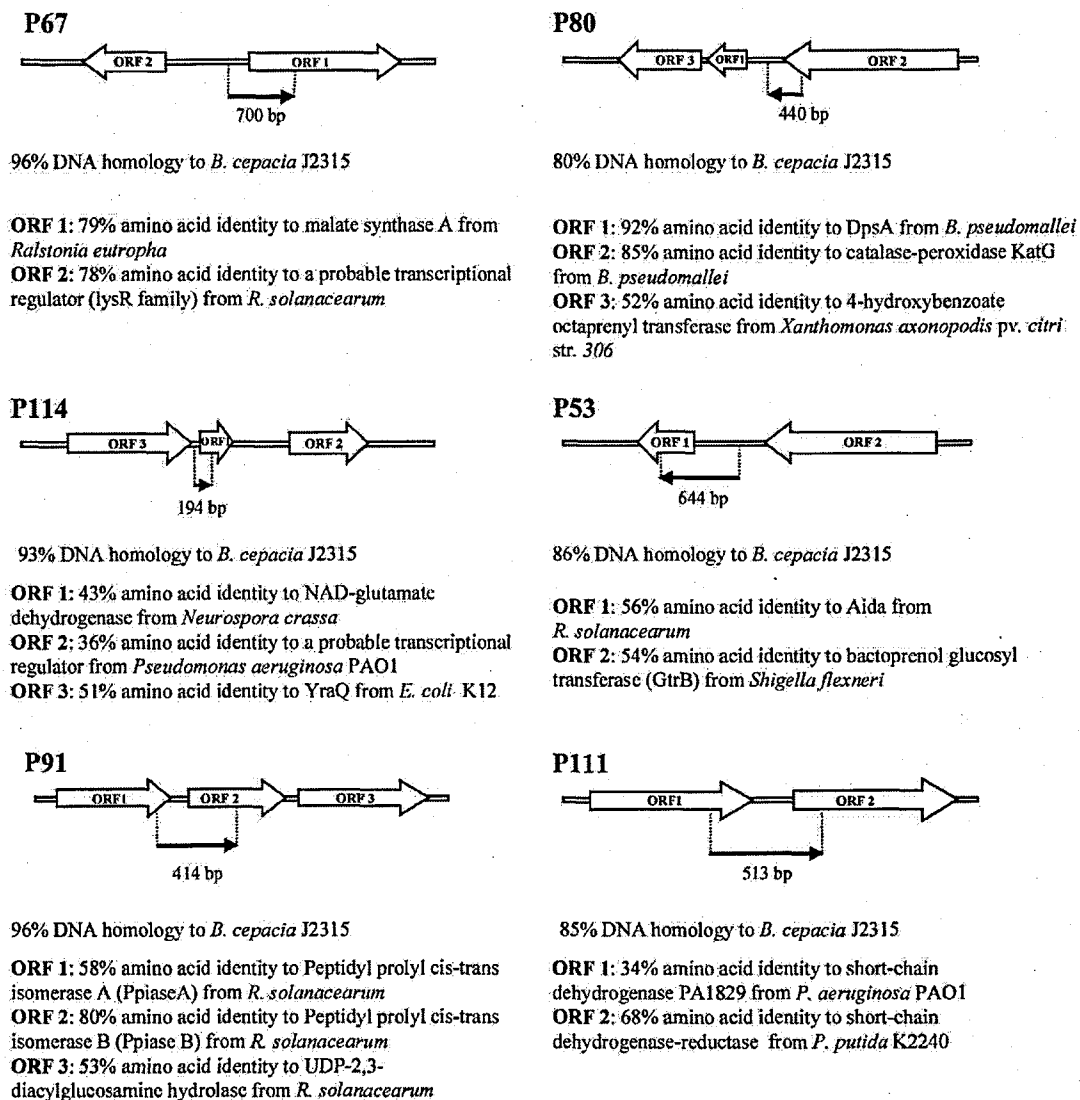 P67
ORF 2
ORF 1
700 bp
96% DNA homology to B. cepacia J2315
ORF 1: 79% amino acid identity to malate synthase A from
Ralstonia eutropha
ORF 2: 78% amino acid identity to a probable transcriptional
regulator (lysR family) from R. solanacearum
P80
ORF 3
ORF1
ORF 2
440 bp
80% DNA homology to B. cepacia J2315
ORF 1: 92% amino acid identity to DpsA from B. pseudomallei
ORF 2: 85% amino acid identity to catalase-peroxidase KatG
from B. pseudomallei
ORF 3: 52% amino acid identity to 4-hydroxybenzoate
octaprenyl transferase from Xanthomonas axonopodis pv. citri
str. 306
P114
ORF 3
ORF1
ORF 2
194 bp
93% DNA homology to B. cepacia J2315
ORF 1: 43% amino acid identity to NAD-glutamate
dehydrogenase from Neurospora crassa
ORF 2: 36% amino acid identity to a probable transcriptional
regulator from Pseudomonas aeruginosa PAO1
ORF 3: 51% amino acid identity to YraQ from E. coli K12
P53
ORF 1
ORF 2
644 bp
86% DNA homology to B. cepacia J2315
ORF 1: 56% amino acid identity to Aida from
R. solanacearum
ORF 2: 54% amino acid identity to bactoprenol glucosyl
transferase (GtrB) from Shigella flexneri
P91
ORF1
ORF 2
ORF 3
414 bp
96% DNA homology to B. cepacia J2315
ORF 1: 58% amino acid identity to Peptidyl prolyl cis-trans
isomerase A (PpiaseA) from R. solanacearum
ORF 2: 80% amino acid identity to Peptidyl prolyl cis-trans
isomerase B (Ppiase B) from R. solanacearum
ORF 3: 53% amino acid identity to UDP-2,3-
diacylglucosamine hydrolase from R. solanacearum
P111
ORF1
ORF 2
513 bp
85% DNA homology to B. cepacia J2315
ORF 1: 34% amino acid identity to short-chain
dehydrogenase PA1829 from P. aeruginosa PAO1
ORF 2: 68% amino acid identity to short-chain
dehydrogenase-reductase from P. putida K2240